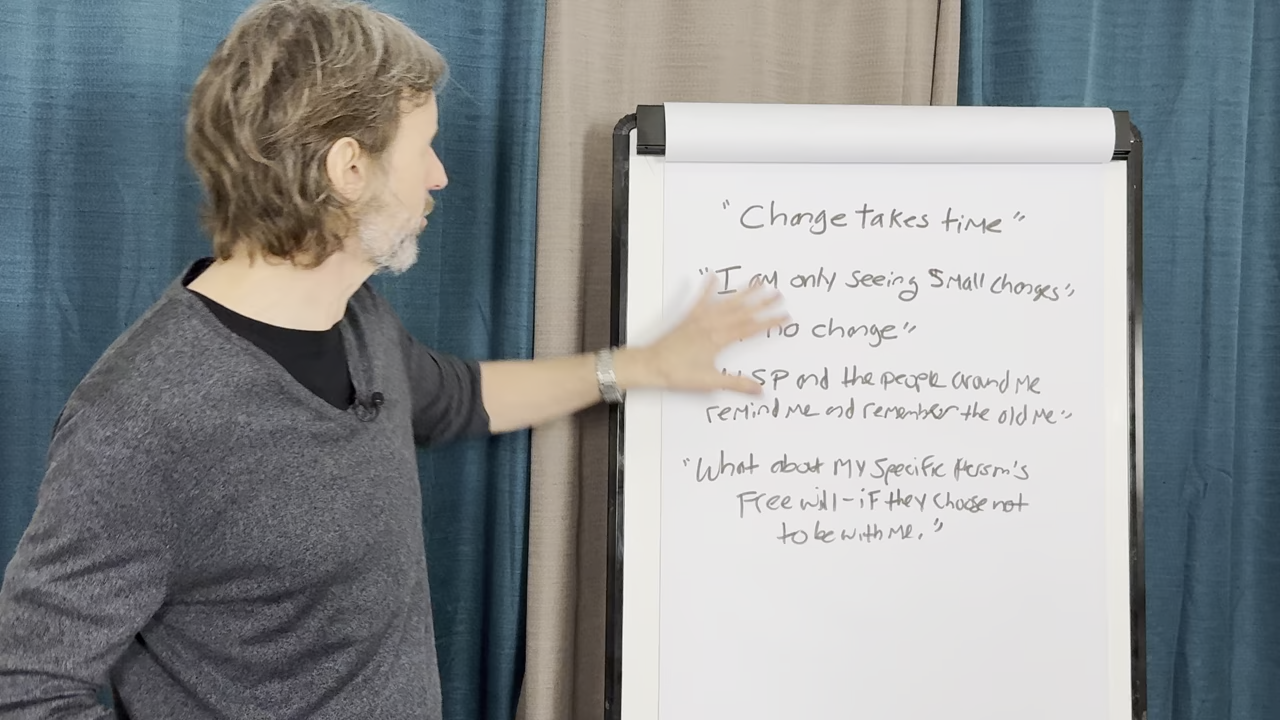 "Change takes time"
"I am only seeing small changes"
no change"
SP and the people around me
remind me and remember the old me"
"What about my specific person's
Free will - if they choose not
to be with me."